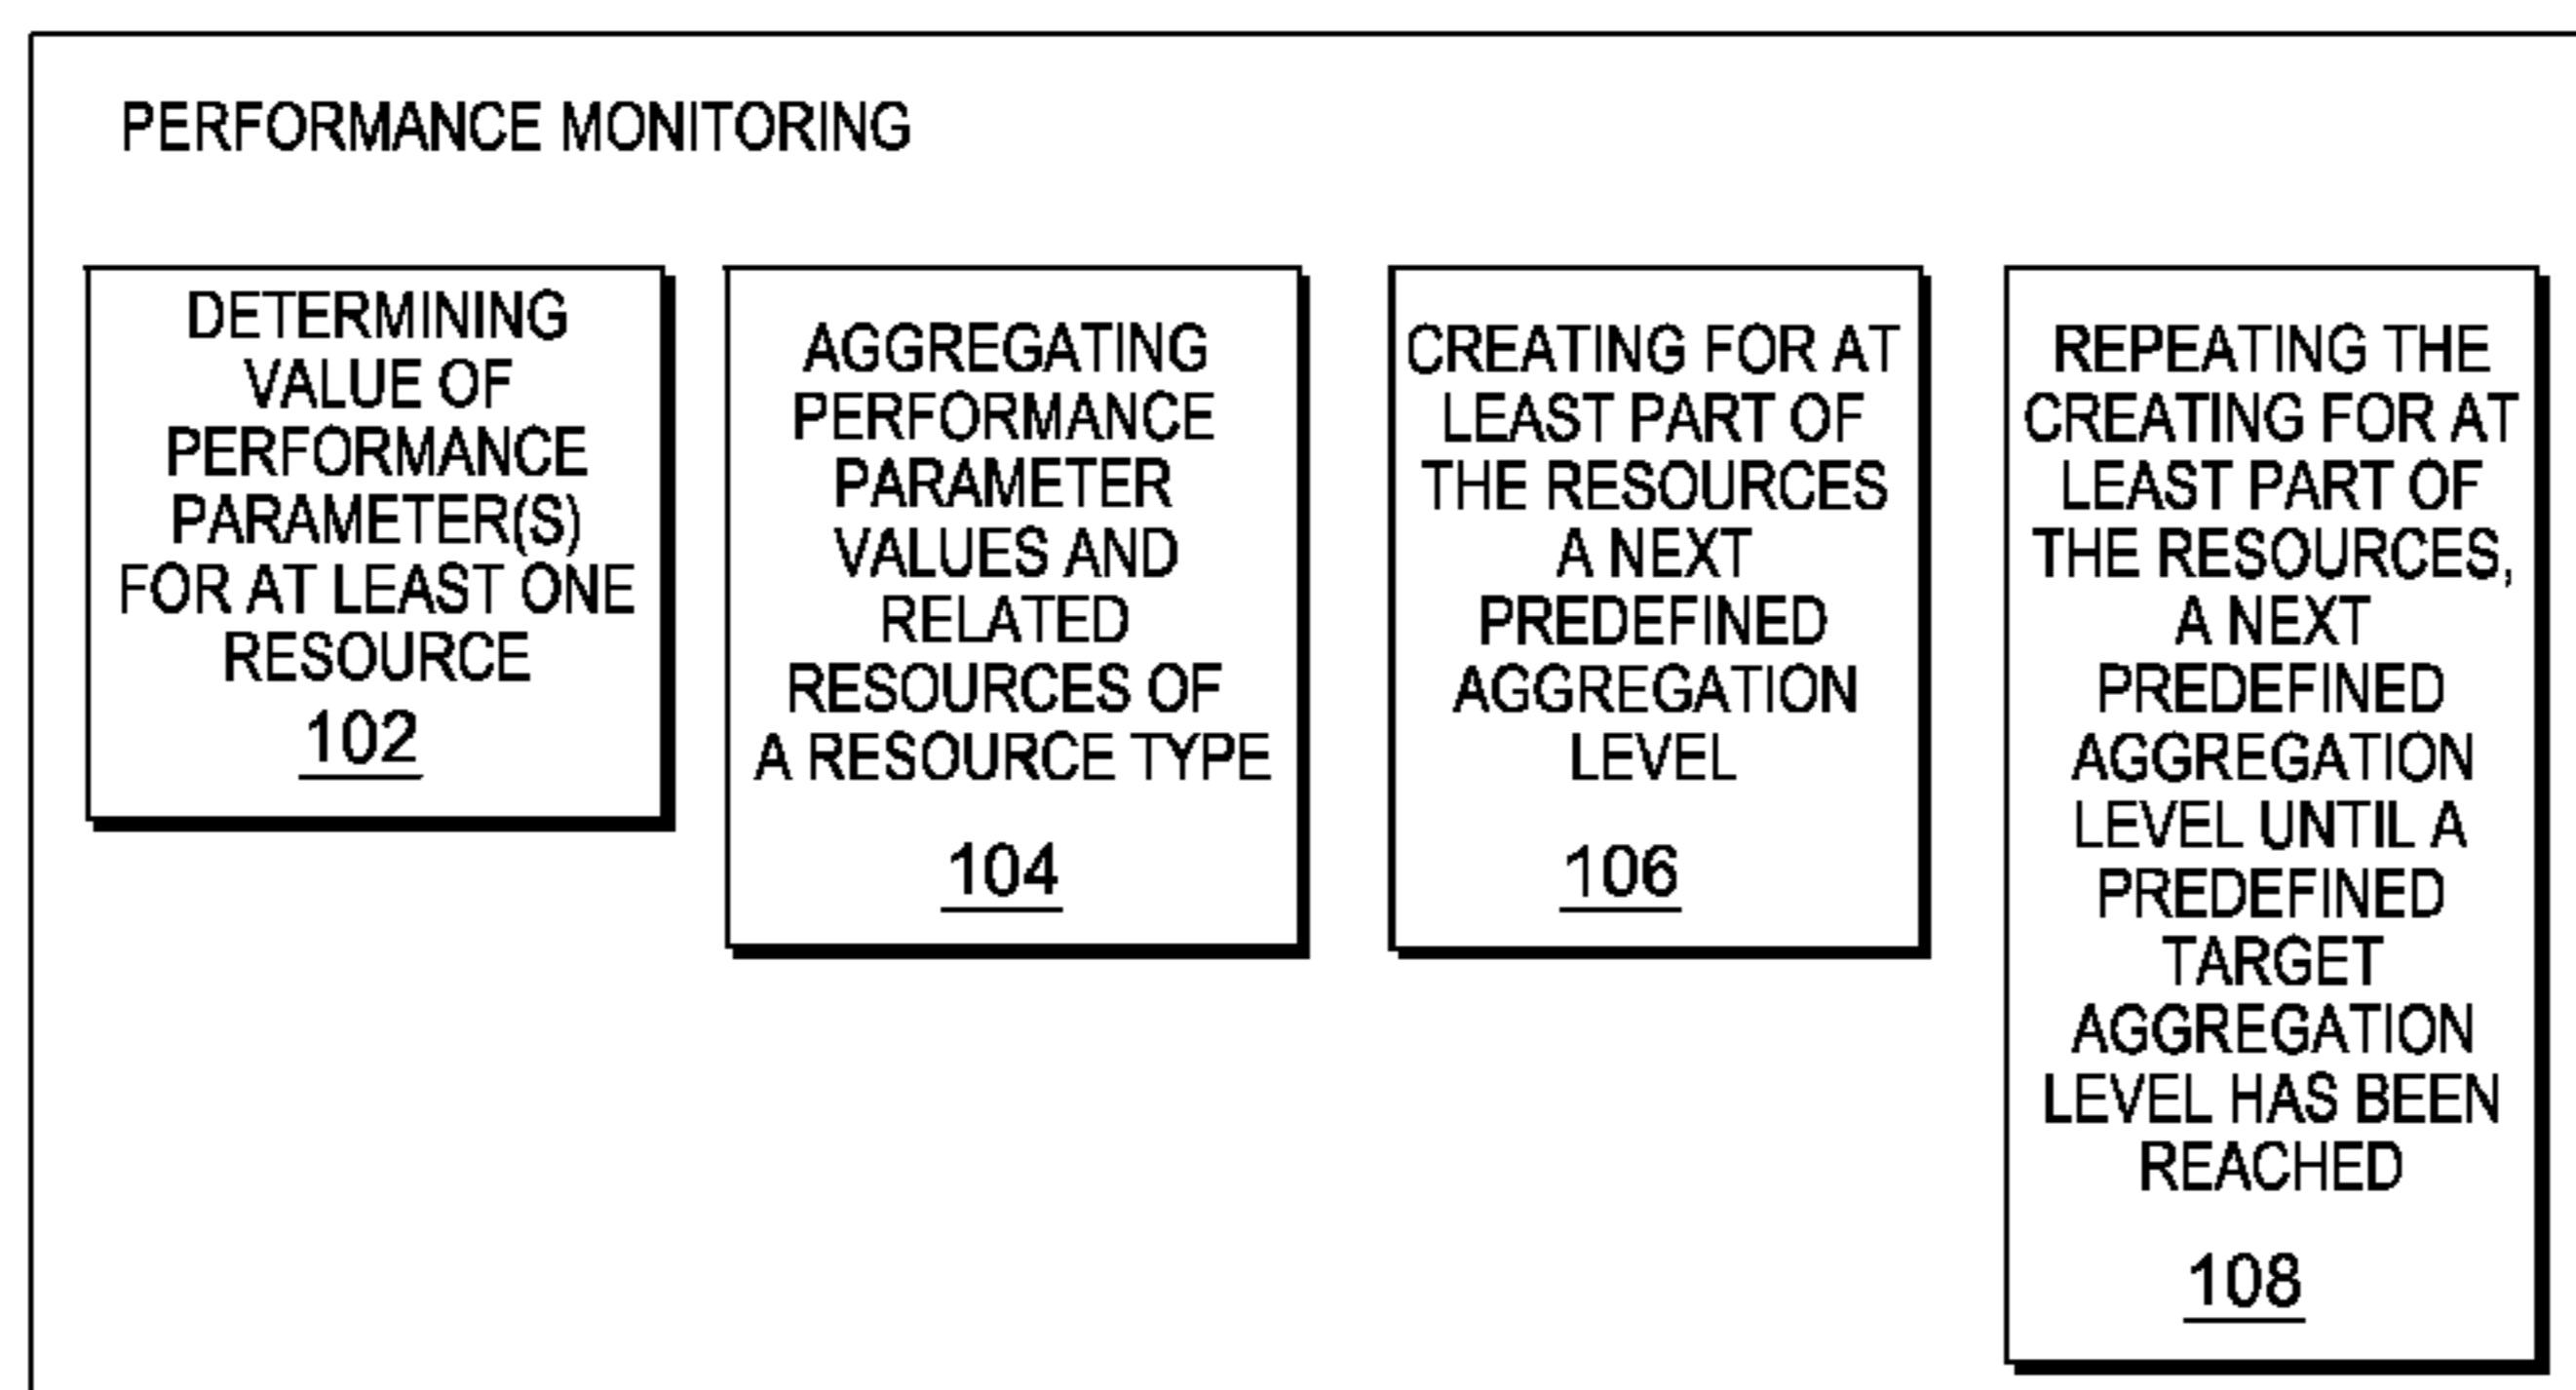 PERFORMANCE MONITORING
DETERMINING
VALUE OF
PERFORMANCE
PARAMETER(S)
FOR AT LEAST ONE
RESOURCE
102
AGGREGATING
PERFORMANCE
PARAMETER
VALUES AND
RELATED
RESOURCES OF
A RESOURCE TYPE
104
CREATING FOR AT
LEAST PART OF
THE RESOURCES
A NEXT
PREDEFINED
AGGREGATION
LEVEL
106
REPEATING THE
CREATING FOR AT
LEAST PART OF
THE RESOURCES,
A NEXT
PREDEFINED
AGGREGATION
LEVEL UNTIL A
PREDEFINED
TARGET
AGGREGATION
LEVEL HAS BEEN
REACHED
108